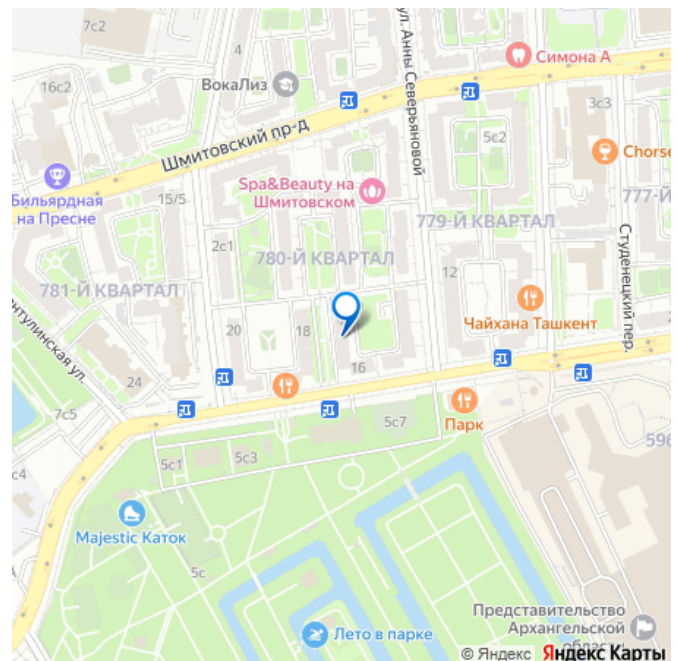 7с2
4
16с2
ВокаЛиз
Симона А
ул. Анны Северьяновой
Шмитовский пр-д
5с2
3с3
Chorse
Бильярдная
на Пресне
15/5
Spa&Beauty на
Шмитовском
777-Й
779-Й КВАРТАЛ
2с1
780-Й КВАРТАЛ
Студенецкий пер.
781-Й КВАРТАЛ
12
Чайхана Ташкент
20
18
16
24
7с5
Парк
5с7
596
5с1
5с3
с4
Majestic Каток
5с
Лето в парке
Представительство
Архангельской
© Яндекс Яндекс Карты